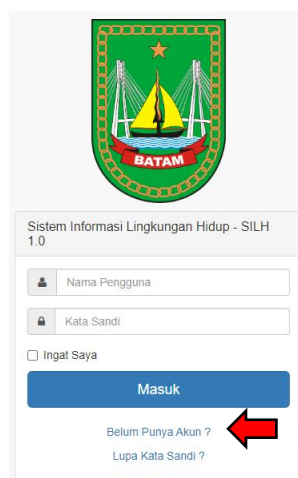 BATAM
Sistem Informasi Lingkungan Hidup - SILH
1.0
Nama Pengguna
Kata Sandi
Ingat Saya
Masuk
Belum Punya Akun ?
Lupa Kata Sandi ?